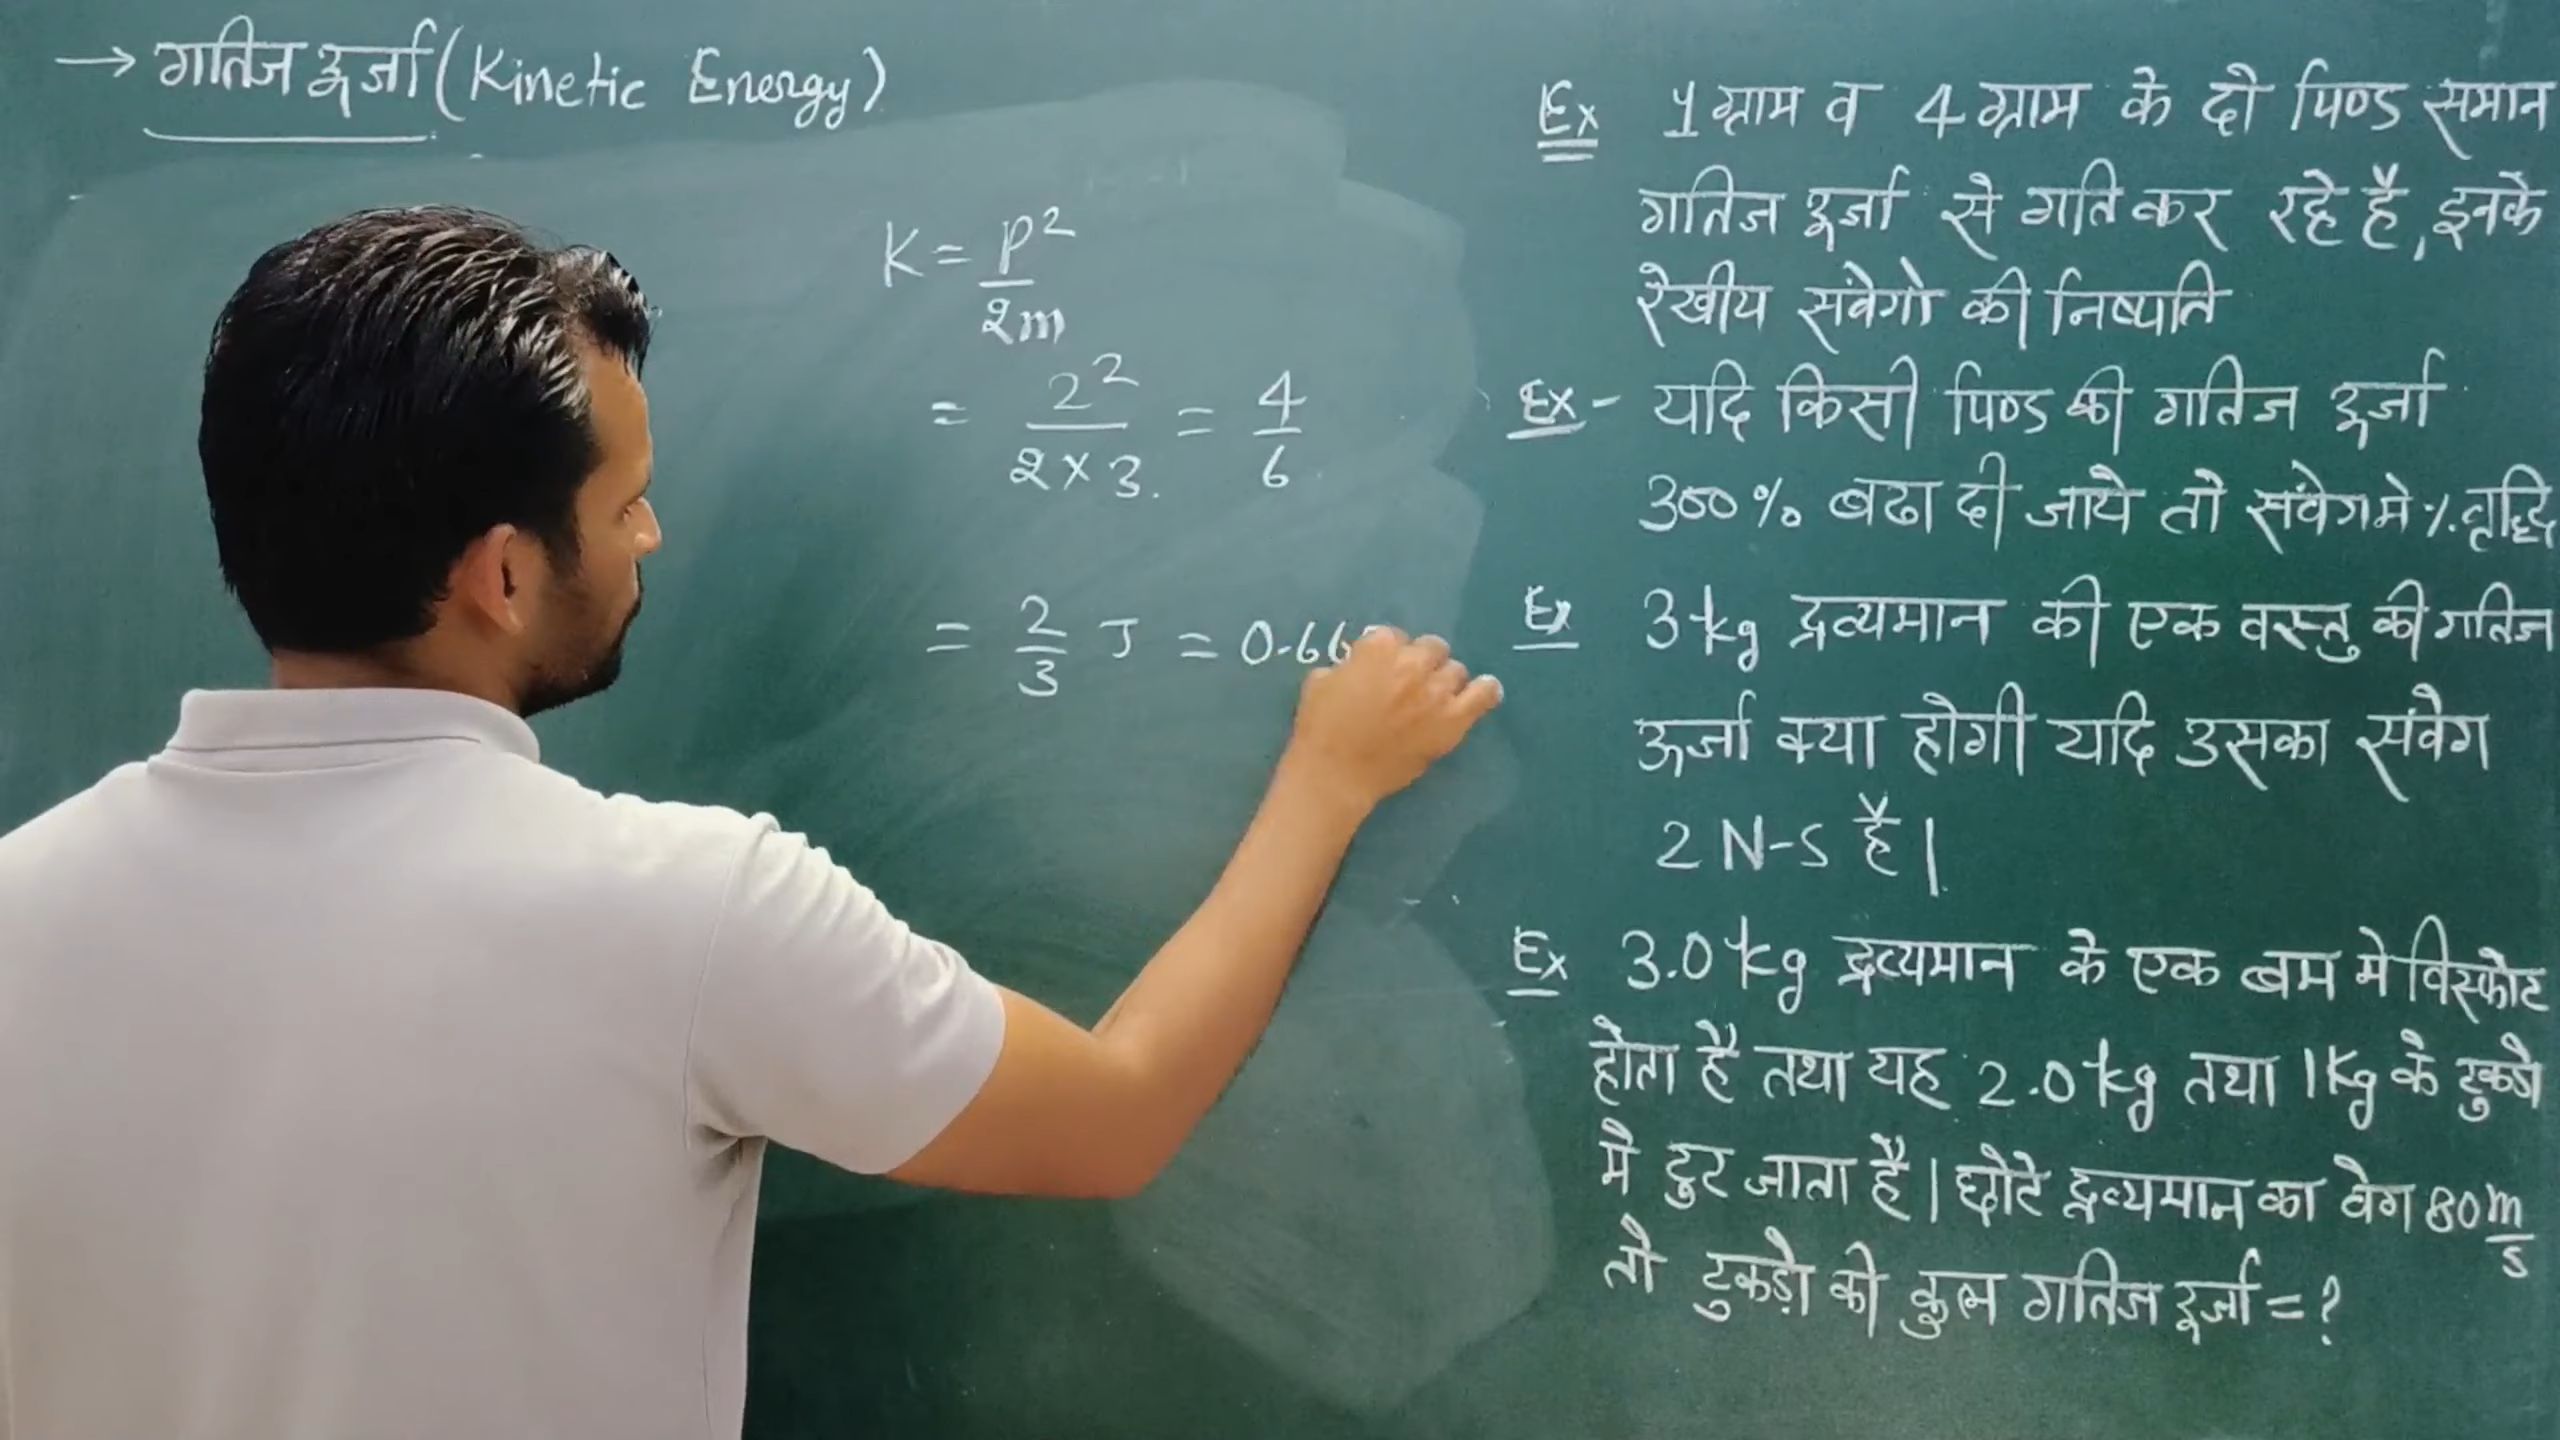 → गतिज ऊर्जा (Kinetic Energy)
K = p²/2m
= 2²/2×3 = 4/6
= 2/3 J = 0.66
Ex 1 ग्राम व 4 ग्राम के दो पिण्ड समान
गतिज ऊर्जा से गति कर रहे है, इनके
रेखीय संवेगो की निष्पति
Ex - यदि किसी पिण्ड की गतिज ऊर्जा
300% बढा दी जाये तो संवेग मे % वृद्धि
Ex 3 kg द्रव्यमान की एक वस्तु की गतिज
ऊर्जा क्या होगी यदि उसका संवेग
2 N-S है |
Ex 3.0 kg द्रव्यमान के एक बम मे विस्फोट
होता है तथा यह 2.0 kg तथा 1 Kg के टुकडो
मे टुट जाता है | छोटे द्रव्यमान का वेग 80 m/s
तो टुकड़ो की कुल गतिज ऊर्जा = ?